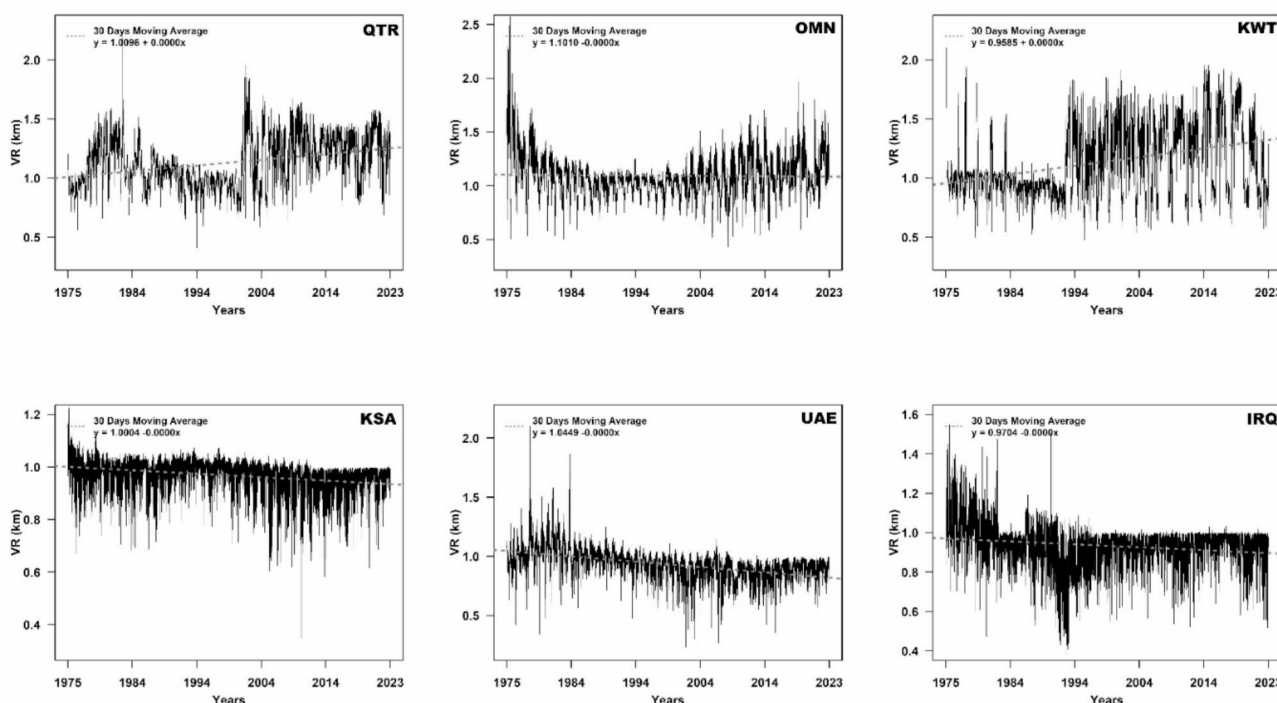 30 Days Moving Average
y = 1.0096 + 0.0000x
QTR
VR (km)
2.0
1.5
1.0
0.5
1975 1984 1994 2004 2014 2023
Years
30 Days Moving Average
y = 1.1010 -0.0000x
OMN
VR (km)
2.5
2.0
1.5
1.0
0.5
1975 1984 1994 2004 2014 2023
Years
30 Days Moving Average
y = 0.9585 + 0.0000x
KWT
VR (km)
2.0
1.5
1.0
0.5
1975 1984 1994 2004 2014 2023
Years
30 Days Moving Average
y = 1.0004 -0.0000x
KSA
VR (km)
1.2
1.0
0.8
0.6
0.4
1975 1984 1994 2004 2014 2023
Years
30 Days Moving Average
y = 1.0449 -0.0000x
UAE
VR (km)
2.0
1.5
1.0
0.5
1975 1984 1994 2004 2014 2023
Years
30 Days Moving Average
y = 0.9704 -0.0000x
IRQ
VR (km)
1.6
1.4
1.2
1.0
0.8
0.6
0.4
1975 1984 1994 2004 2014 2023
Years